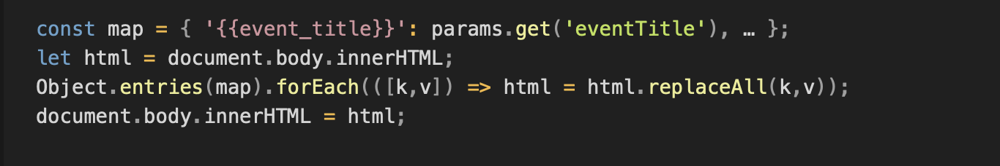 const map = { '{{event_title}}': params.get('eventTitle'), … };
let html = document.body.innerHTML;
Object.entries(map).forEach(([k,v]) => html = html.replaceAll(k,v));
document.body.innerHTML = html;